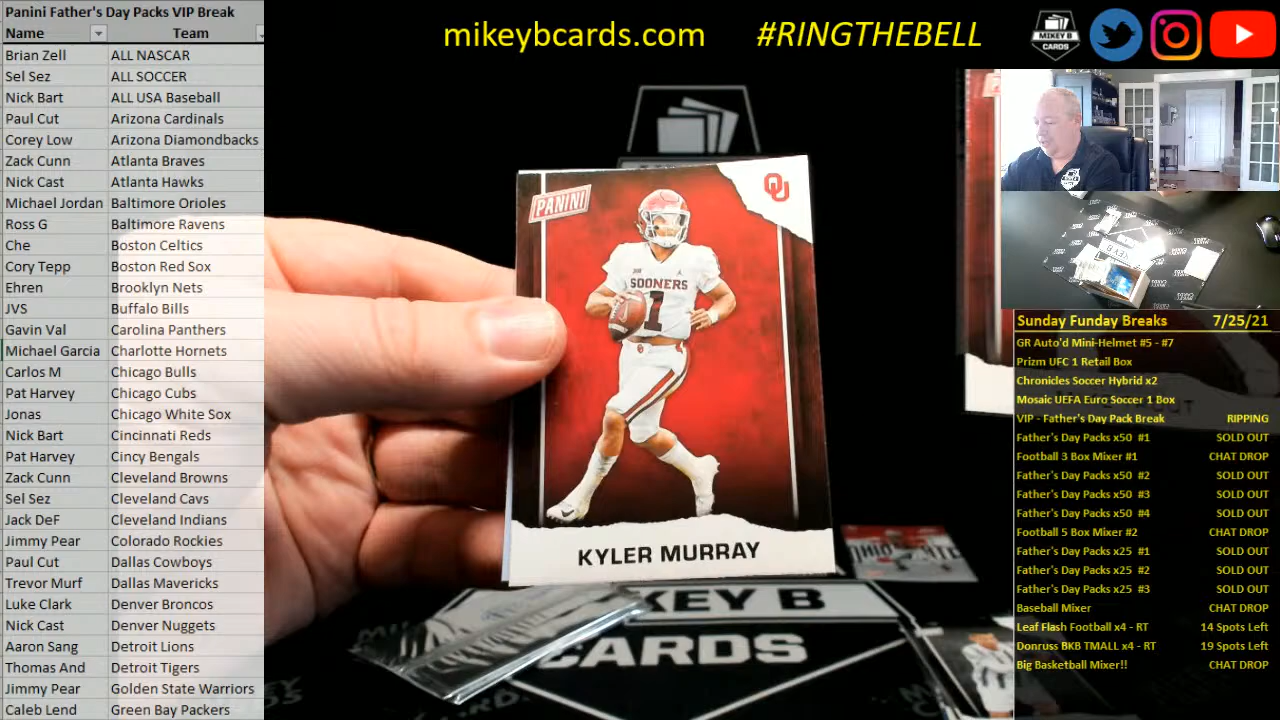 Panini Father's Day Packs VIP Break
Name Team
Brian Zell ALL NASCAR
Sel Sez ALL SOCCER
Nick Bart ALL USA Baseball
Paul Cut Arizona Cardinals
Corey Low Arizona Diamondbacks
Zack Cunn Atlanta Braves
Nick Cast Atlanta Hawks
Michael Jordan Baltimore Orioles
Ross G Baltimore Ravens
Che Boston Celtics
Cory Tepp Boston Red Sox
Ehren Brooklyn Nets
JVS Buffalo Bills
Gavin Val Carolina Panthers
Michael Garcia Charlotte Hornets
Carlos M Chicago Bulls
Pat Harvey Chicago Cubs
Jonas Chicago White Sox
Nick Bart Cincinnati Reds
Pat Harvey Cincy Bengals
Zack Cunn Cleveland Browns
Sel Sez Cleveland Cavs
Jack DeF Cleveland Indians
Jimmy Pear Colorado Rockies
Paul Cut Dallas Cowboys
Trevor Murf Dallas Mavericks
Luke Clark Denver Broncos
Nick Cast Denver Nuggets
Aaron Sang Detroit Lions
Thomas And Detroit Tigers
Jimmy Pear Golden State Warriors
Caleb Lend Green Bay Packers
mikeybcards.com #RINGTHEBELL
MIKEY B
CARDS
PANINI
OU
SOONERS
1
KYLER MURRAY
KEY B
CARDS
Sunday Funday Breaks 7/25/21
GR Auto'd Mini-Helmet #5 - #7
Prizm UFC 1 Retail Box
Chronicles Soccer Hybrid x2
Mosaic UEFA Euro Soccer 1 Box
VIP - Father's Day Pack Break RIPPING
Father's Day Packs x50 #1 SOLD OUT
Football 3 Box Mixer #1 CHAT DROP
Father's Day Packs x50 #2 SOLD OUT
Father's Day Packs x50 #3 SOLD OUT
Father's Day Packs x50 #4 SOLD OUT
Football 5 Box Mixer #2 CHAT DROP
Father's Day Packs x25 #1 SOLD OUT
Father's Day Packs x25 #2 SOLD OUT
Father's Day Packs x25 #3 SOLD OUT
Baseball Mixer CHAT DROP
Leaf Flash Football x4 - RT 14 Spots Left
Donruss BKB TMALL x4 - RT 19 Spots Left
Big Basketball Mixer!! CHAT DROP